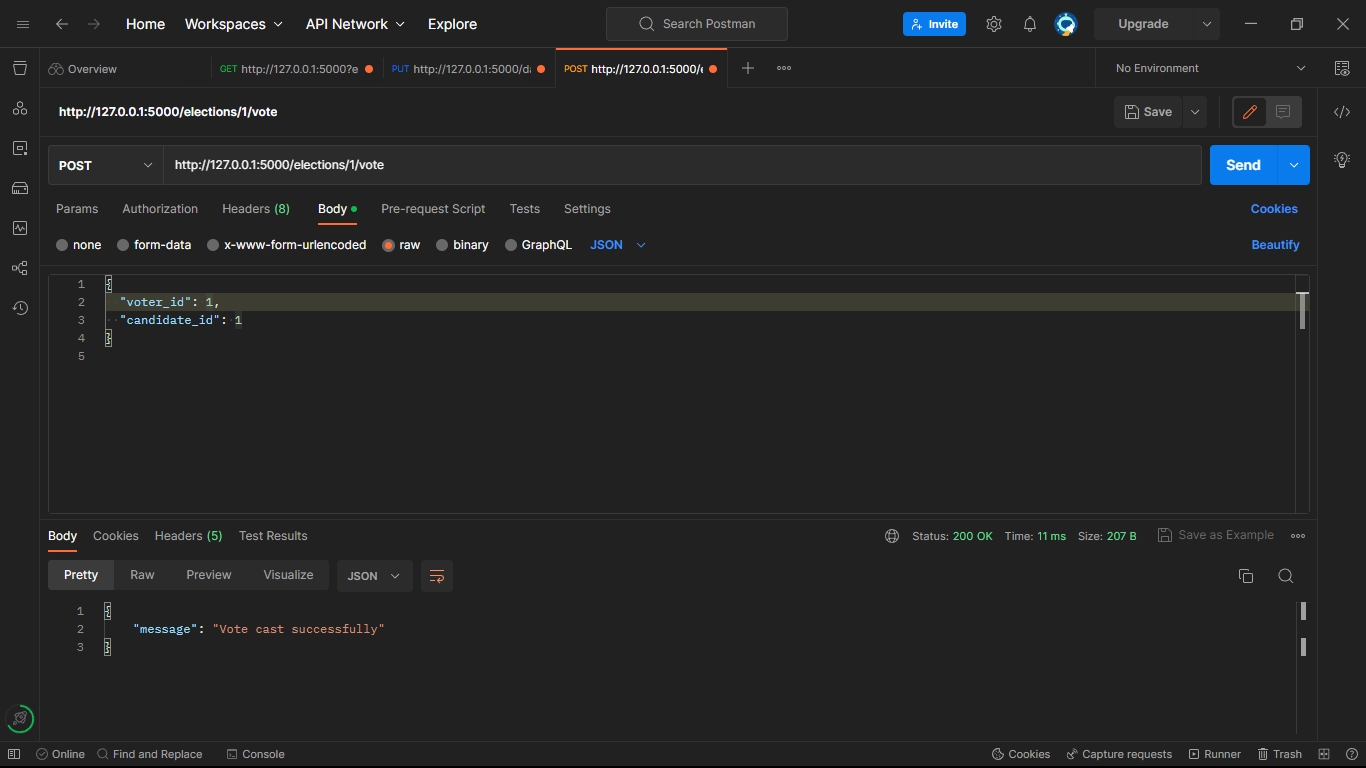 Home Workspaces API Network Explore Search Postman Invite Upgrade
Overview GET http://127.0.0.1:5000?e PUT http://127.0.0.1:5000/d POST http://127.0.0.1:5000/ No Environment
http://127.0.0.1:5000/elections/1/vote Save
POST http://127.0.0.1:5000/elections/1/vote Send
Params Authorization Headers (8) Body Pre-request Script Tests Settings Cookies
none form-data x-www-form-urlencoded raw binary GraphQL JSON Beautify
1 {
2 "voter_id": 1,
3 "candidate_id": 1
4 }
5
Body Cookies Headers (5) Test Results Status: 200 OK Time: 11 ms Size: 207 B Save as Example
Pretty Raw Preview Visualize JSON
1 {
2 "message": "Vote cast successfully"
3 }
Online Find and Replace Console Cookies Capture requests Runner Trash